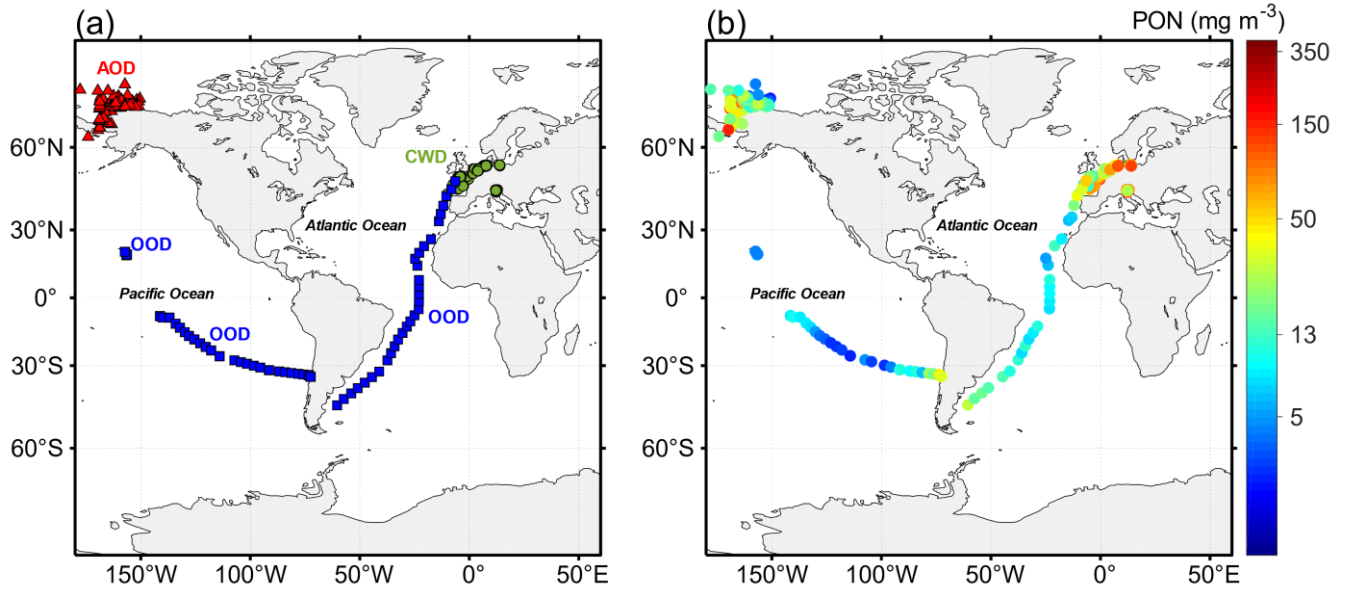 (a)
(b)
PON (mg m⁻³)
AOD
CWD
Atlantic Ocean
OOD
Pacific Ocean
OOD
OOD
60°N
30°N
0°
30°S
60°S
150°W
100°W
50°W
0°
50°E
Atlantic Ocean
Pacific Ocean
60°N
30°N
0°
30°S
60°S
150°W
100°W
50°W
0°
50°E
350
150
50
13
5